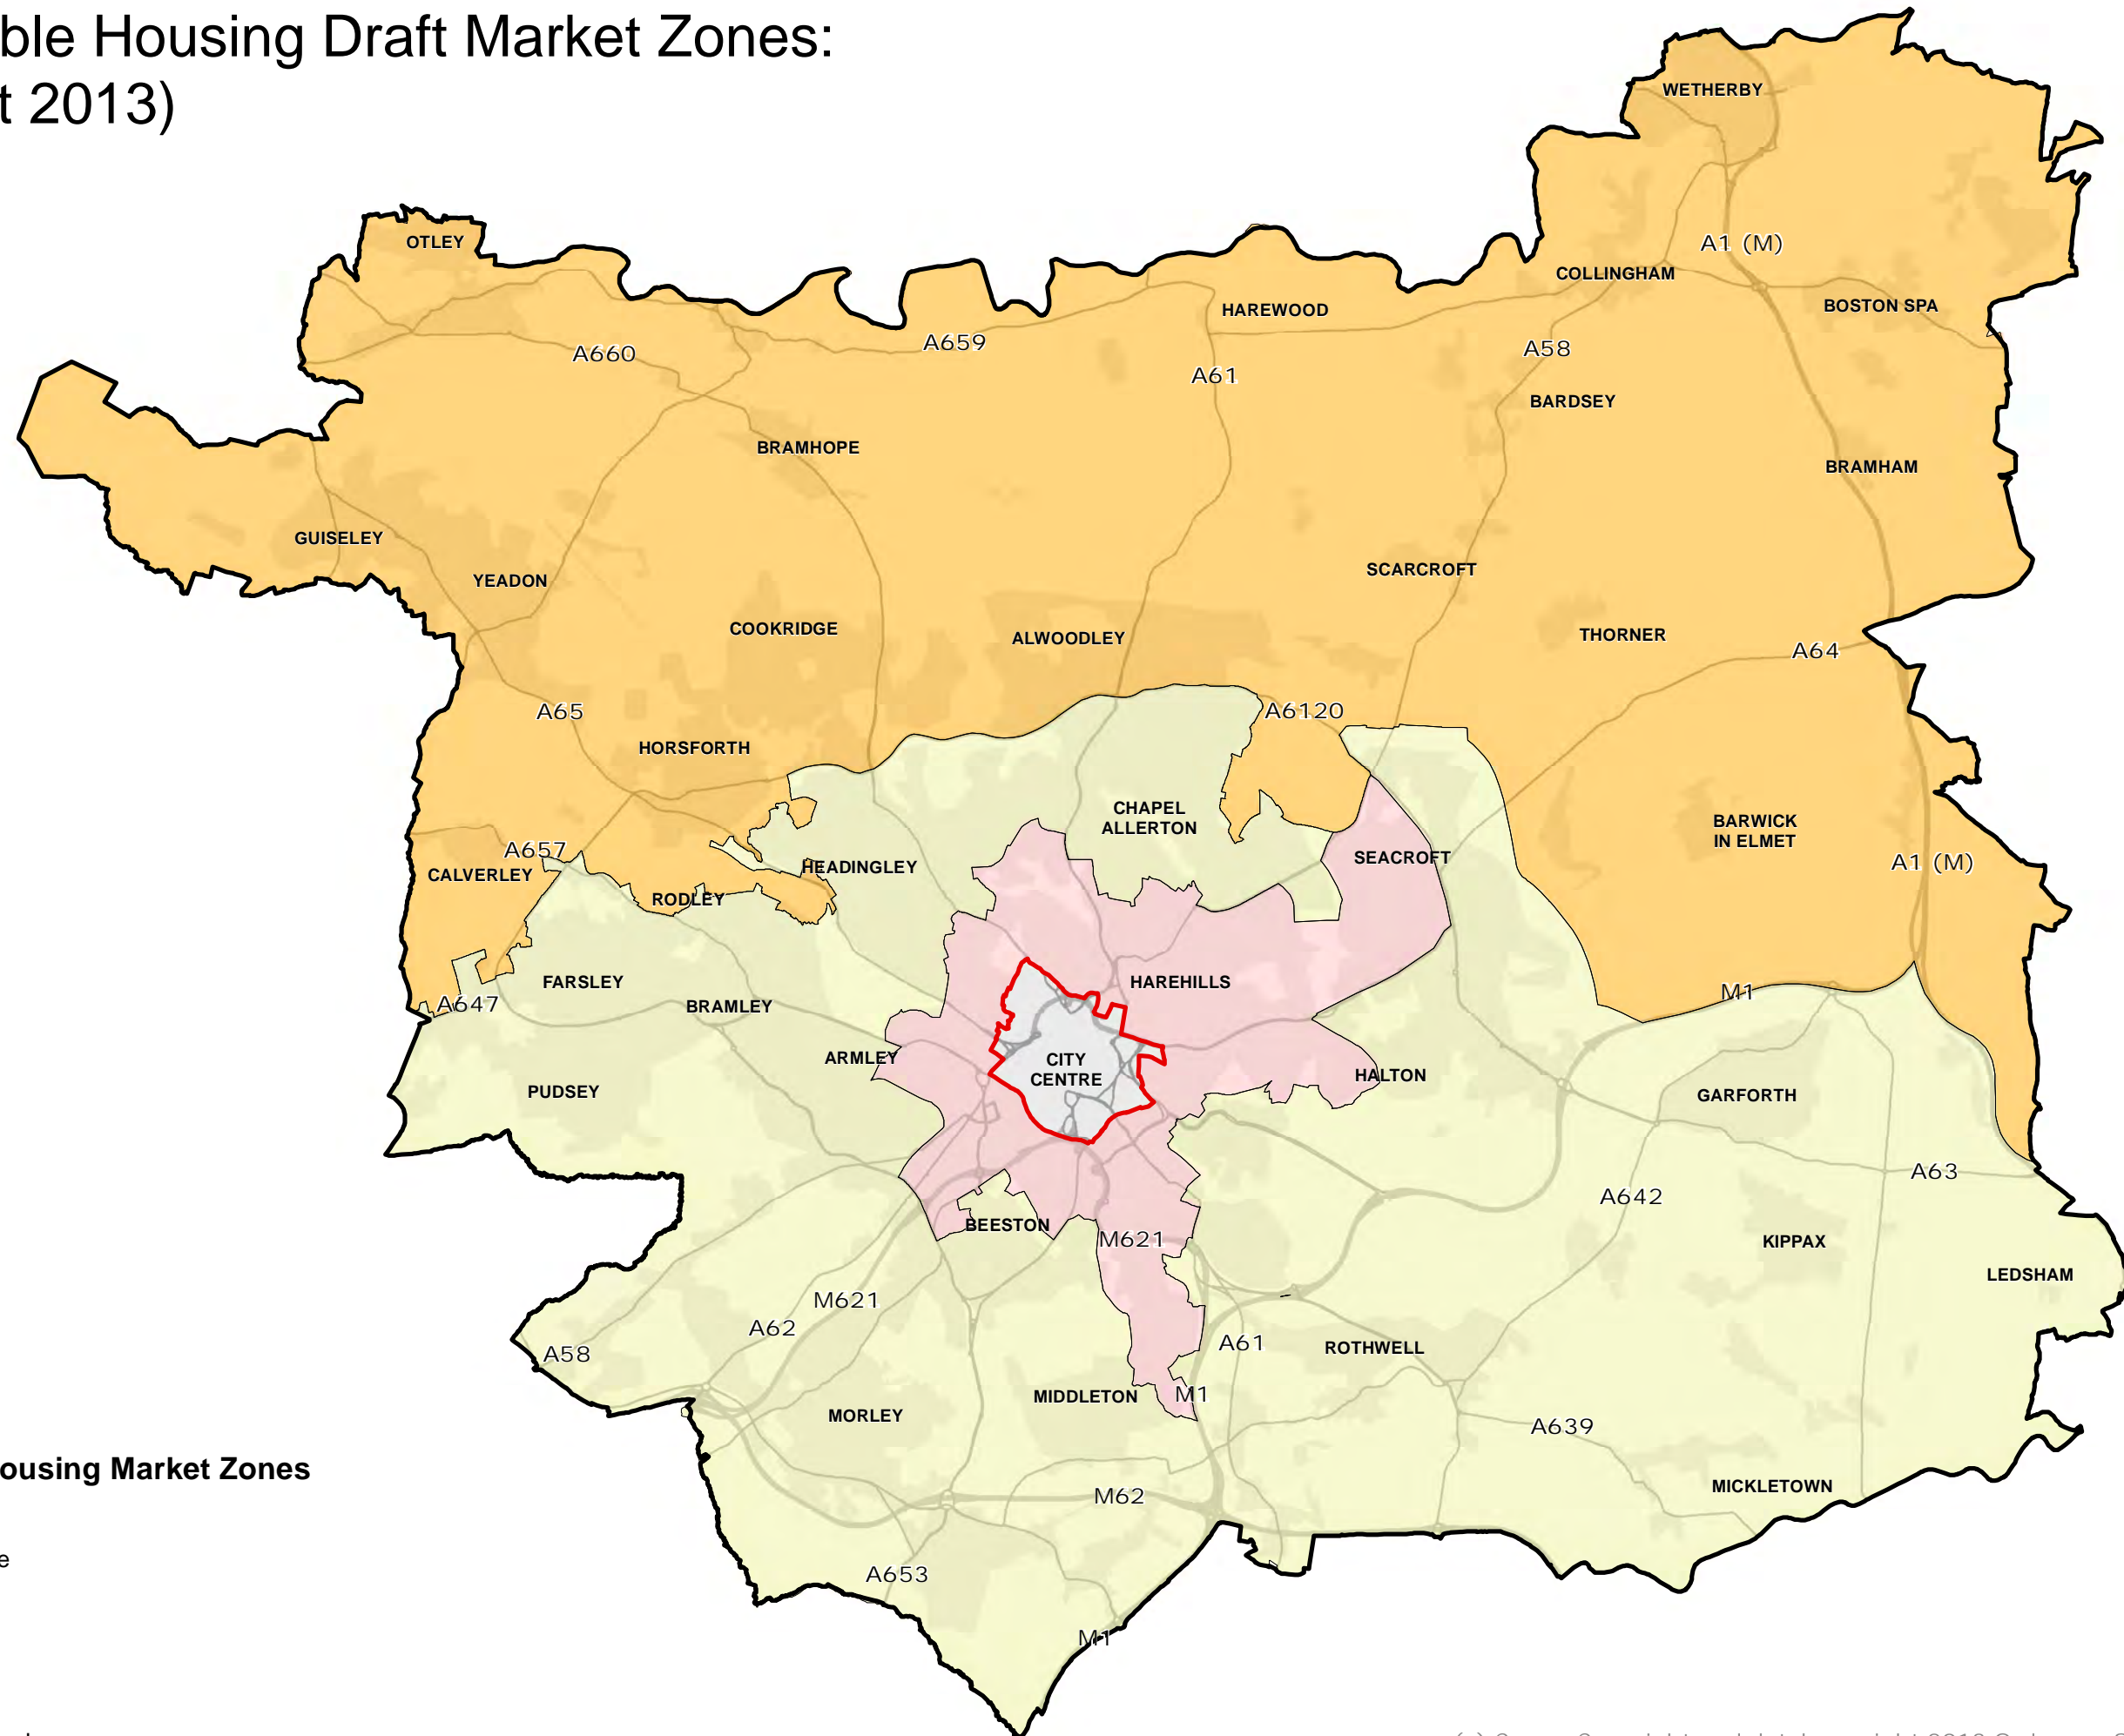 ble Housing Draft Market Zones:
t 2013)
WETHERBY
OTLEY
A1 (M)
COLLINGHAM
BOSTON SPA
HAREWOOD
A659
A660
A58
A61
BARDSEY
BRAMHOPE
BRAMHAM
GUISELEY
YEADON
SCARCROFT
COOKRIDGE
ALWOODLEY
THORNER
A64
A65
A6120
HORSFORTH
CHAPEL
ALLERTON
BARWICK
IN ELMET
A657
SEACROFT
A1 (M)
CALVERLEY
HEADINGLEY
RODLEY
FARSLEY
HAREHILLS
M1
A647
BRAMLEY
ARMLEY
CITY
CENTRE
HALTON
PUDSEY
GARFORTH
A63
A642
BEESTON
M621
KIPPAX
LEDSHAM
M621
A62
A61
ROTHWELL
A58
MIDDLETON
M1
MORLEY
A639
ousing Market Zones
MICKLETOWN
M62
e
A653
M1